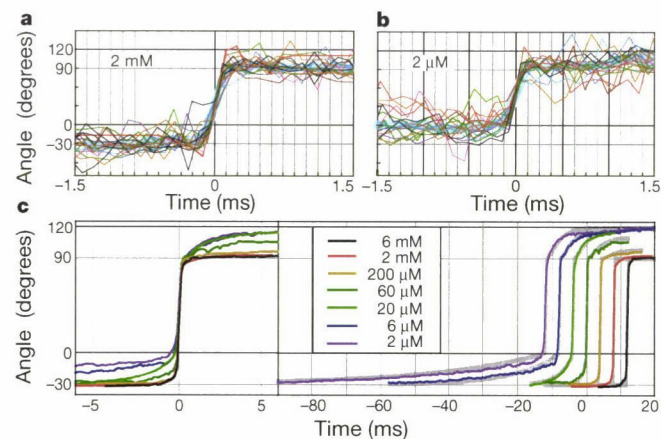 a
b
Angle (degrees)
120
90
0
-30
2 mM
-1.5
0
1.5
Time (ms)
2 µM
-1.5
0
1.5
Time (ms)
c
Angle (degrees)
120
90
0
-30
6 mM
2 mM
200 µM
60 µM
20 µM
6 µM
2 µM
-5
0
5
-80
-60
-40
-20
0
20
Time (ms)